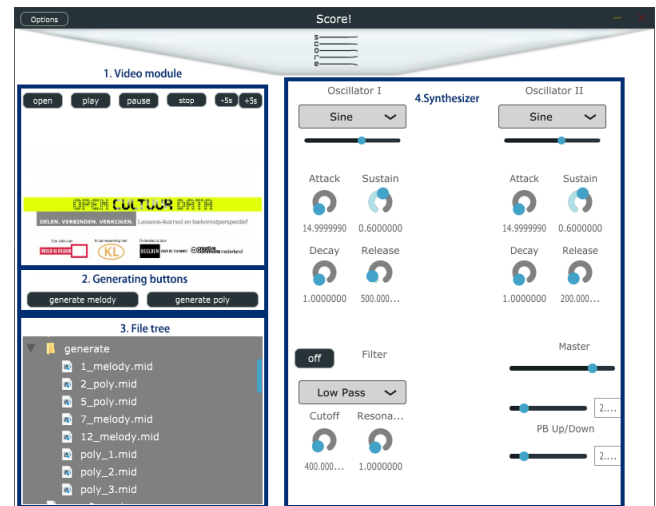 Options
Score!
score
1. Video module
open play pause stop -5s +5s
OPEN CULTUUR DATA
DELEN. VERBINDEN. VERRIJKEN. Lessons-learned en toekomstperspectief
KL
creative commons nederland
2. Generating buttons
generate melody generate poly
3. File tree
generate
1_melody.mid
2_poly.mid
5_poly.mid
7_melody.mid
12_melody.mid
poly_1.mid
poly_2.mid
poly_3.mid
4.Synthesizer
Oscillator I
Sine
Attack Sustain
14.9999990 0.6000000
Decay Release
1.0000000 500.000...
off Filter
Low Pass
Cutoff Resona...
400.000... 1.0000000
Oscillator II
Sine
Attack Sustain
14.9999990 0.6000000
Decay Release
1.0000000 200.000...
Master
2....
PB Up/Down
2....